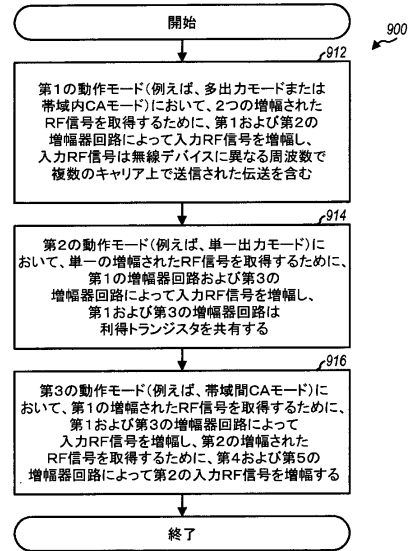 開始
900
912
第1の動作モード(例えば、多出力モードまたは
帯域内CAモード)において、2つの増幅された
RF信号を取得するために、第1および第2の
増幅器回路によって入力RF信号を増幅し、
入力RF信号は無線デバイスに異なる周波数で
複数のキャリア上で送信された伝送を含む
914
第2の動作モード(例えば、単一出力モード)に
おいて、単一の増幅されたRF信号を取得するために、
第1の増幅器回路および第3の
増幅器回路によって入力RF信号を増幅し、
第1および第3の増幅器回路は
利得トランジスタを共有する
916
第3の動作モード(例えば、帯域間CAモード)に
おいて、第1の増幅されたRF信号を取得するために、
第1および第3の増幅器回路によって
入力RF信号を増幅し、第2の増幅された
RF信号を取得するために、第4および第5の
増幅器回路によって第2の入力RF信号を増幅する
終了